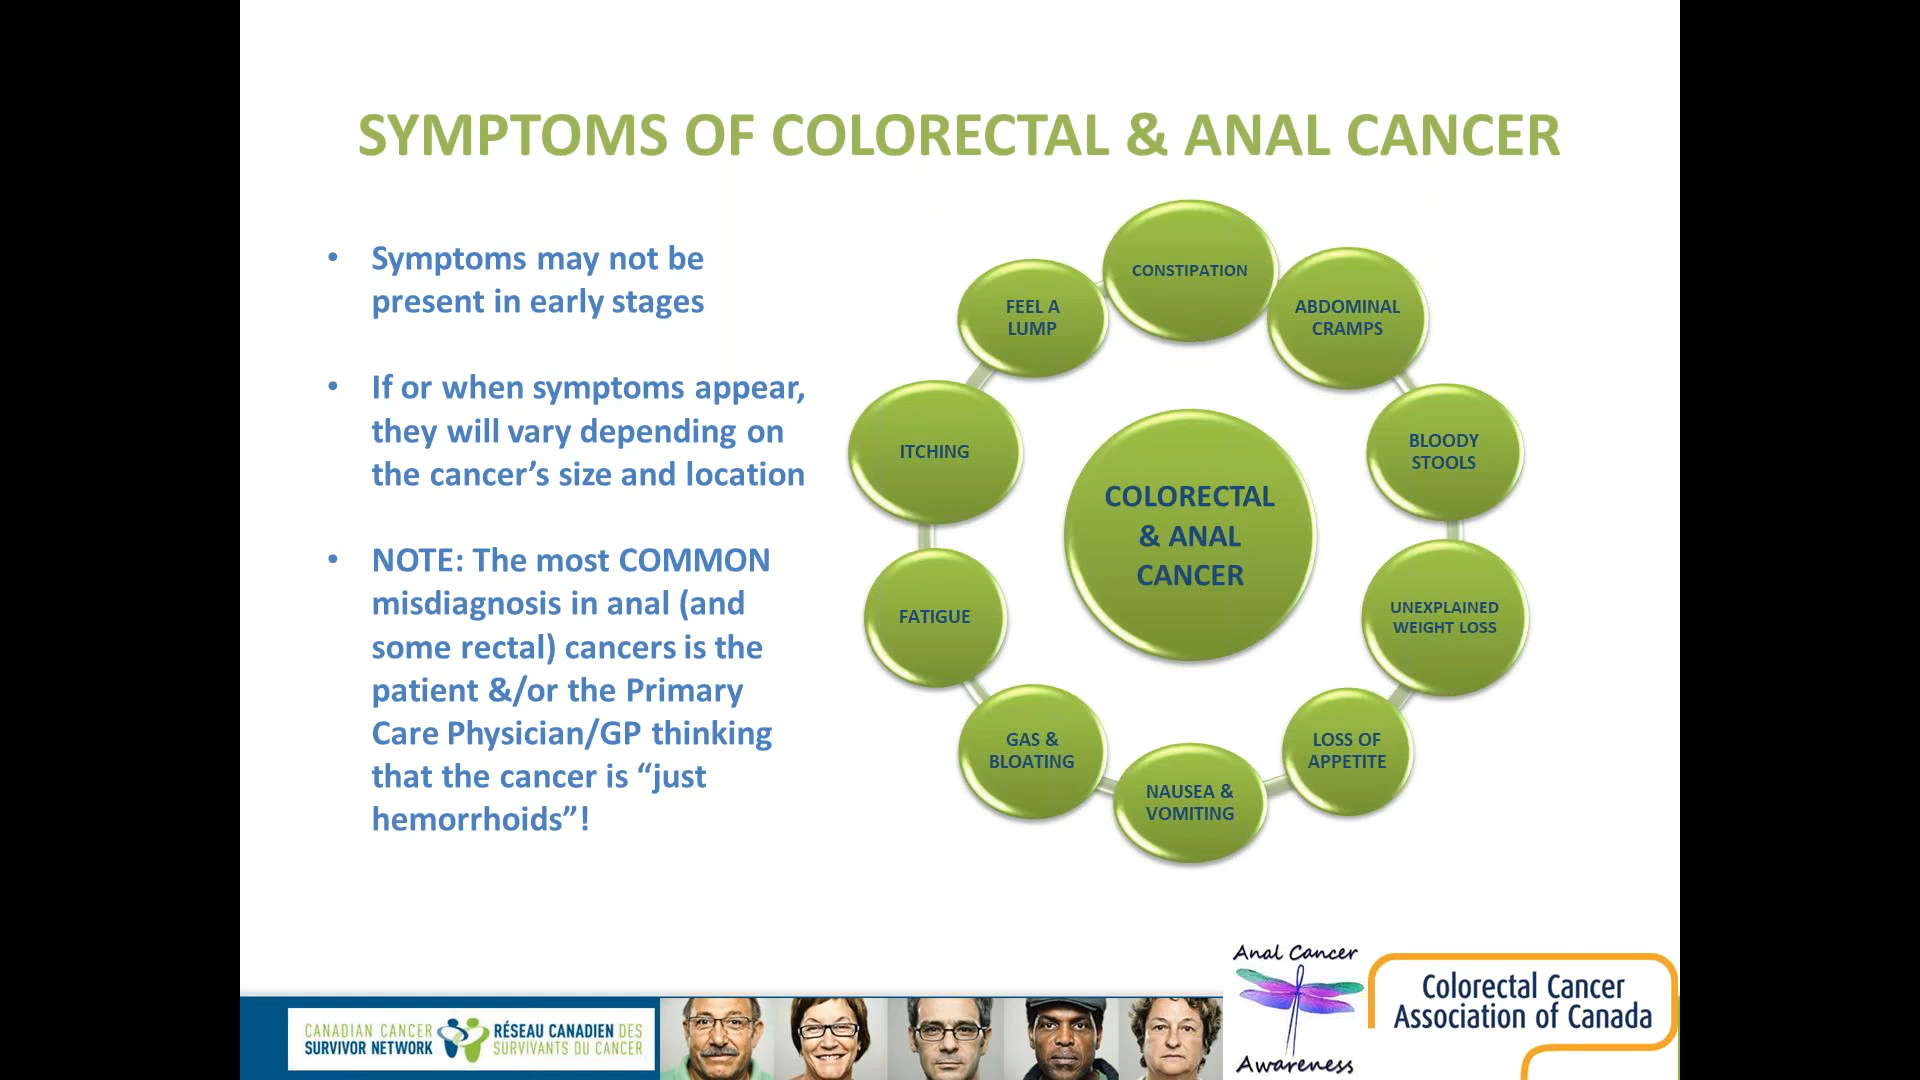 SYMPTOMS OF COLORECTAL & ANAL CANCER
• Symptoms may not be
present in early stages
• If or when symptoms appear,
they will vary depending on
the cancer’s size and location
• NOTE: The most COMMON
misdiagnosis in anal (and
some rectal) cancers is the
patient &/or the Primary
Care Physician/GP thinking
that the cancer is “just
hemorrhoids”!
CONSTIPATION
ABDOMINAL
CRAMPS
BLOODY
STOOLS
UNEXPLAINED
WEIGHT LOSS
LOSS OF
APPETITE
NAUSEA &
VOMITING
GAS &
BLOATING
FATIGUE
ITCHING
FEEL A
LUMP
COLORECTAL
& ANAL
CANCER
CANADIAN CANCER
SURVIVOR NETWORK
RÉSEAU CANADIEN DES
SURVIVANTS DU CANCER
Anal Cancer
Awareness
Colorectal Cancer
Association of Canada